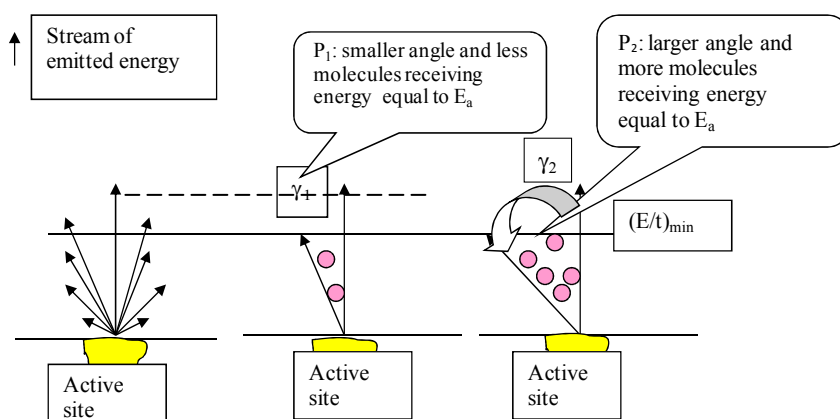 Stream of
emitted energy
P₁: smaller angle and less
molecules receiving
energy equal to Eₐ
P₂: larger angle and
more molecules
receiving energy
equal to Eₐ
γ₁
γ₂
(E/t)min
Active
site
Active
site
Active
site